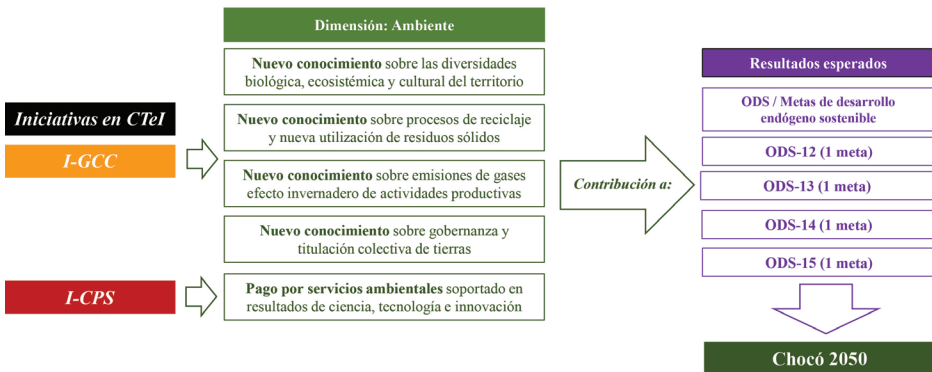 Dimensión: Ambiente
Nuevo conocimiento sobre las diversidades
biológica, ecosistémica y cultural del territorio
Iniciativas en CTeI
I-GCC
Nuevo conocimiento sobre procesos de reciclaje
y nueva utilización de residuos sólidos
Nuevo conocimiento sobre emisiones de gases
efecto invernadero de actividades productivas
Nuevo conocimiento sobre gobernanza y
titulación colectiva de tierras
I-CPS
Pago por servicios ambientales soportado en
resultados de ciencia, tecnología e innovación
Contribución a:
Resultados esperados
ODS / Metas de desarrollo
endógeno sostenible
ODS-12 (1 meta)
ODS-13 (1 meta)
ODS-14 (1 meta)
ODS-15 (1 meta)
Chocó 2050